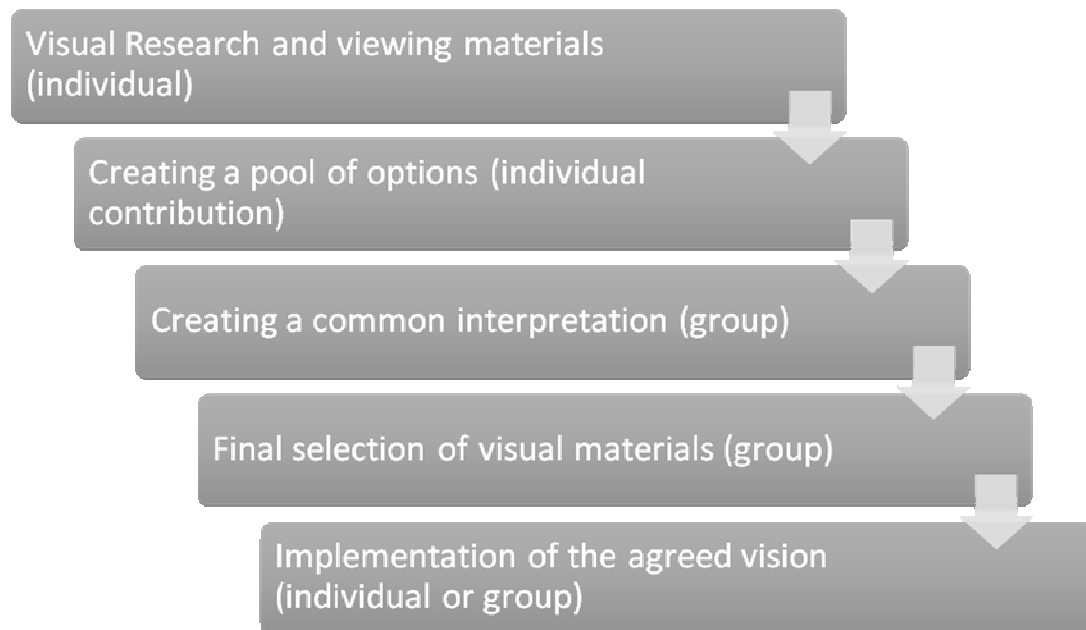 Visual Research and viewing materials
(individual)
Creating a pool of options (individual
contribution)
Creating a common interpretation (group)
Final selection of visual materials (group)
Implementation of the agreed vision
(individual or group)